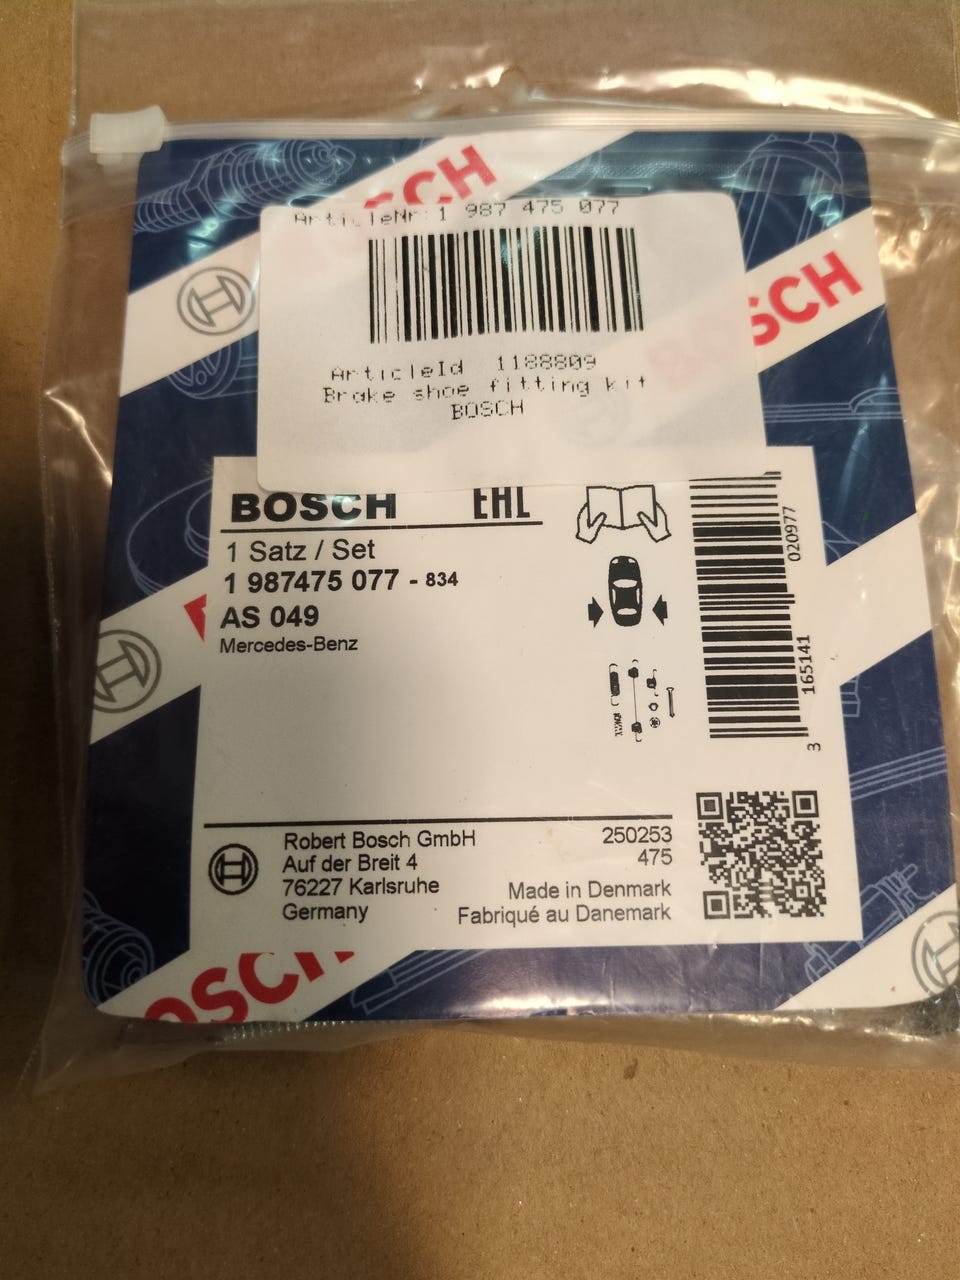 BOSCH
ArticleNr:1 987 475 077
BOSCH
ArticleId 1188809
Brake shoe fitting kit
BOSCH
BOSCH EAC
1 Satz / Set
1 987475 077 - 834
AS 049
Mercedes-Benz
3 165141 020977
Robert Bosch GmbH
Auf der Breit 4
76227 Karlsruhe
Germany
250253
475
Made in Denmark
Fabriqué au Danemark
BOSCH